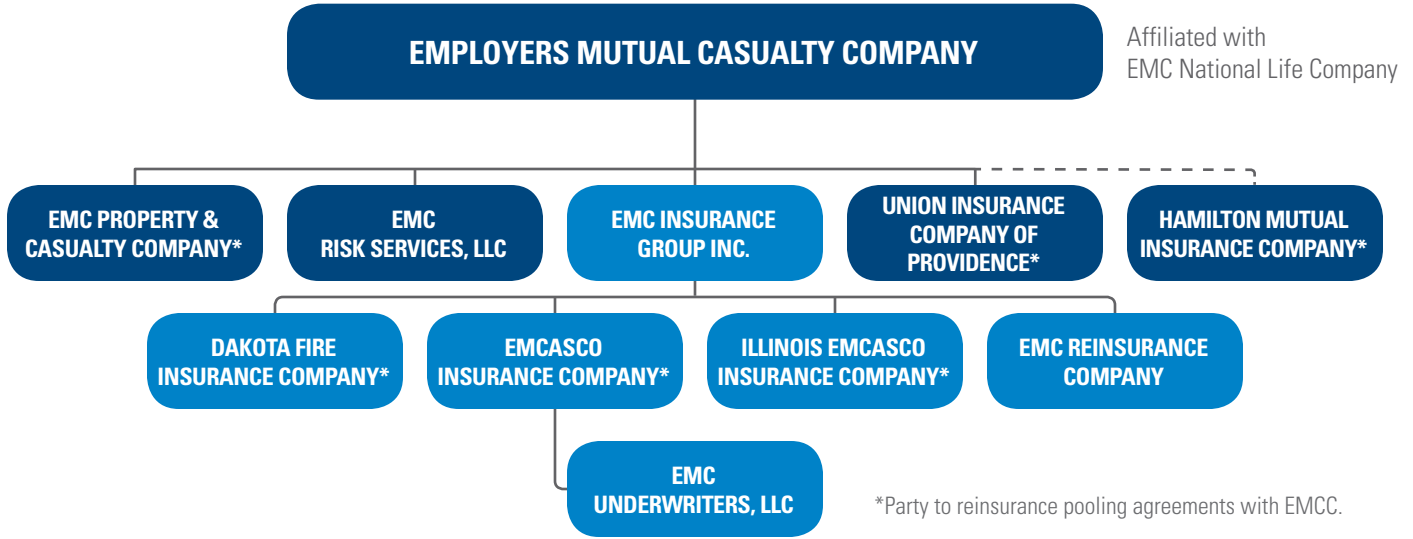 EMPLOYERS MUTUAL CASUALTY COMPANY
Affiliated with
EMC National Life Company
EMC PROPERTY &
CASUALTY COMPANY*
EMC
RISK SERVICES, LLC
EMC INSURANCE
GROUP INC.
UNION INSURANCE
COMPANY OF
PROVIDENCE*
HAMILTON MUTUAL
INSURANCE COMPANY*
DAKOTA FIRE
INSURANCE COMPANY*
EMCASCO
INSURANCE COMPANY*
ILLINOIS EMCASCO
INSURANCE COMPANY*
EMC REINSURANCE
COMPANY
EMC
UNDERWRITERS, LLC
*Party to reinsurance pooling agreements with EMCC.